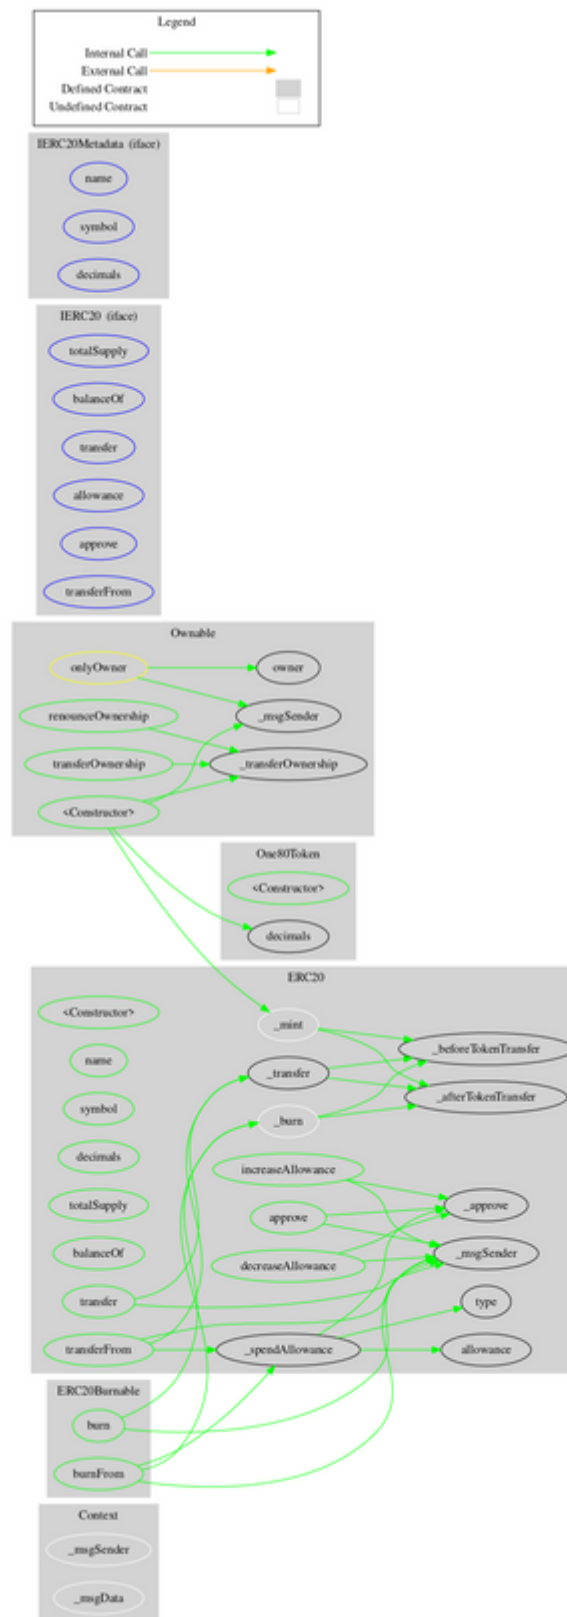 Legend
Internal Call
External Call
Defined Contract
Undefined Contract
IERC20Metadata (iface)
name
symbol
decimals
IERC20 (iface)
totalSupply
balanceOf
transfer
allowance
approve
transferFrom
Ownable
onlyOwner owner
renounceOwnership _msgSender
transferOwnership _transferOwnership
<Constructor>
One80Token
<Constructor>
decimals
ERC20
<Constructor> _mint
name _transfer _beforeTokenTransfer
symbol _burn _afterTokenTransfer
decimals increaseAllowance
totalSupply approve _approve
balanceOf decreaseAllowance _msgSender
transfer type
transferFrom _spendAllowance allowance
ERC20Burnable
burn
burnFrom
Context
_msgSender
_msgData